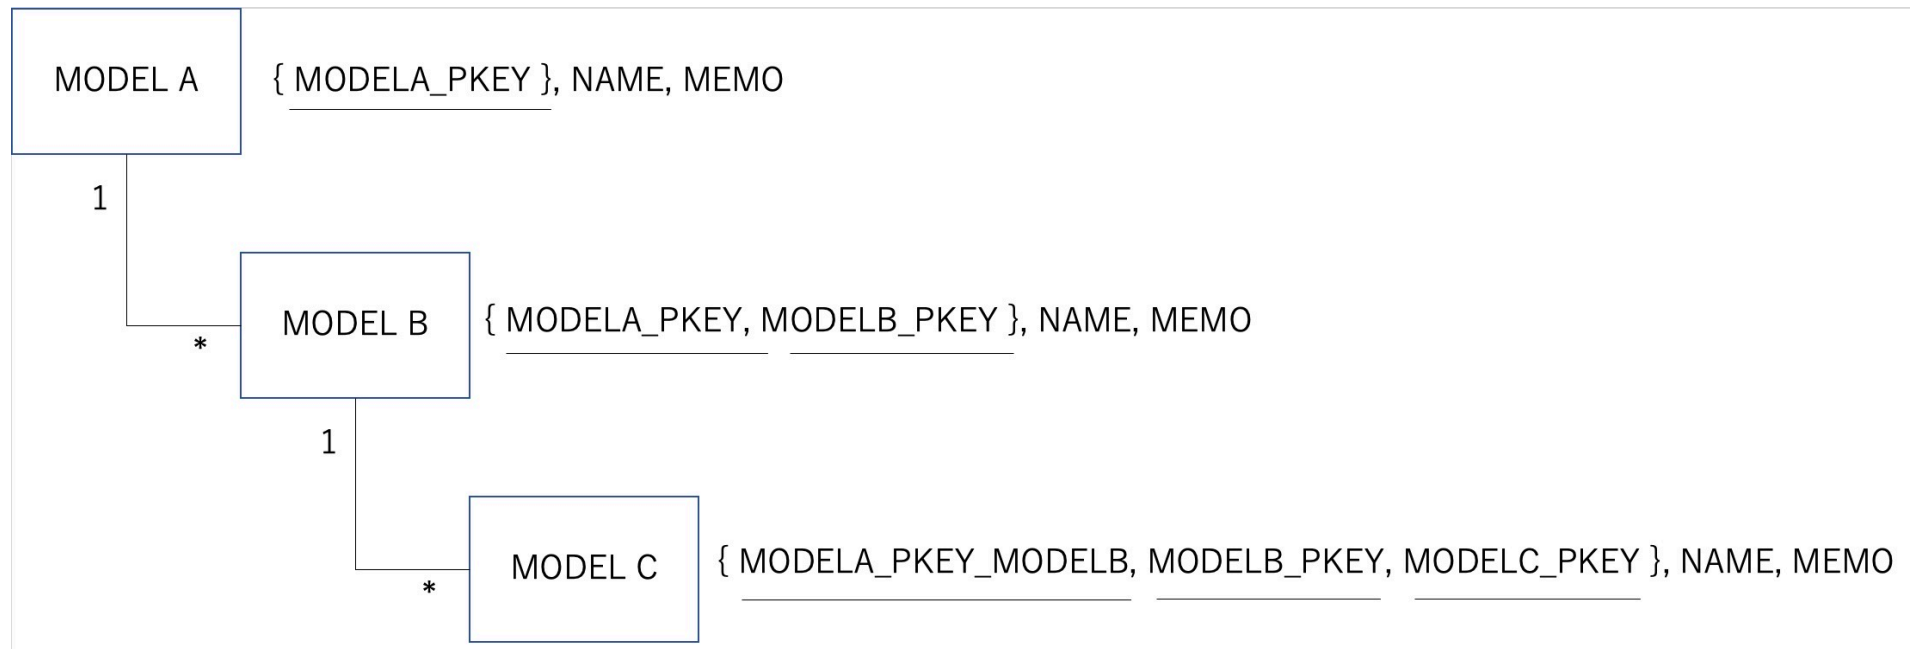 MODEL A { MODELA_PKEY }, NAME, MEMO
1
*
MODEL B { MODELA_PKEY, MODELB_PKEY }, NAME, MEMO
1
*
MODEL C { MODELA_PKEY_MODELB, MODELB_PKEY, MODELC_PKEY }, NAME, MEMO